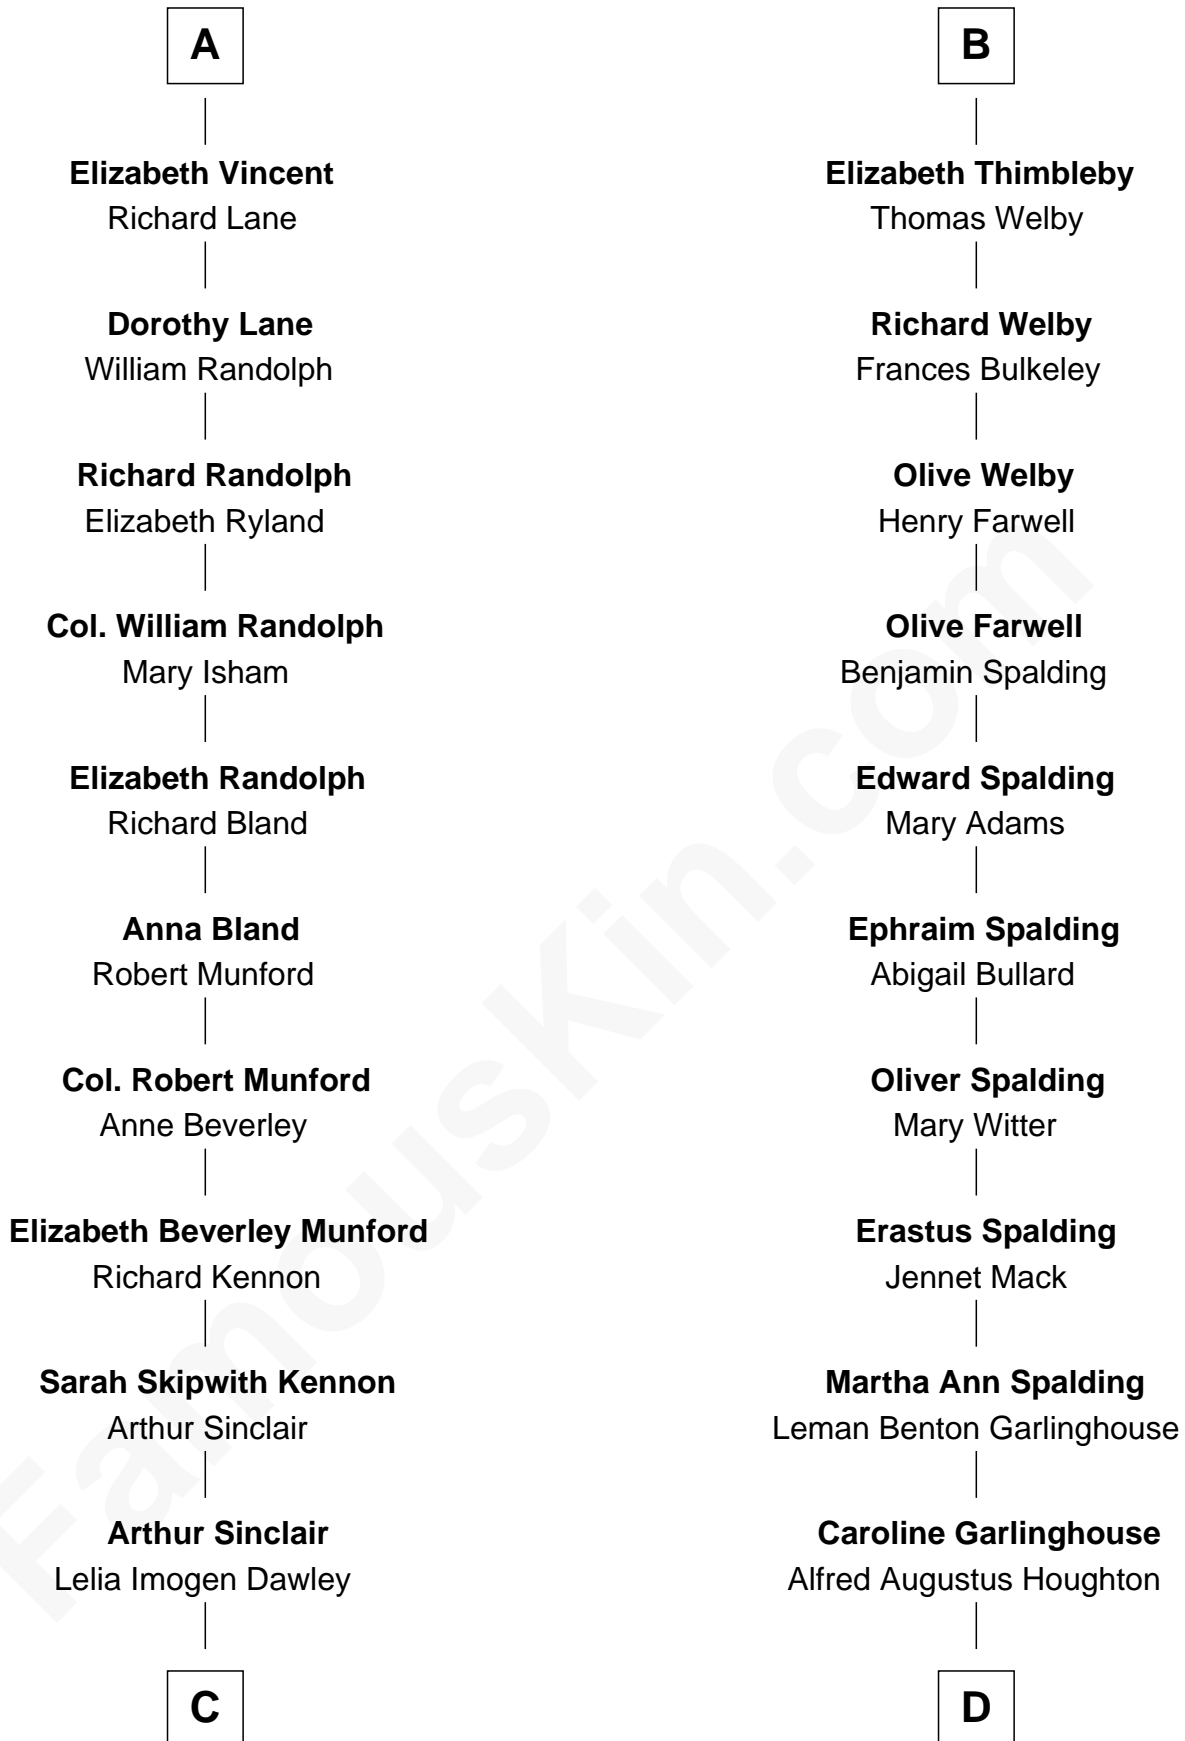 A
Elizabeth Vincent
Richard Lane
Dorothy Lane
William Randolph
Richard Randolph
Elizabeth Ryland
Col. William Randolph
Mary Isham
Elizabeth Randolph
Richard Bland
Anna Bland
Robert Munford
Col. Robert Munford
Anne Beverley
Elizabeth Beverley Munford
Richard Kennon
Sarah Skipwith Kennon
Arthur Sinclair
Arthur Sinclair
Lelia Imogen Dawley
C
B
Elizabeth Thimbleby
Thomas Welby
Richard Welby
Frances Bulkeley
Olive Welby
Henry Farwell
Olive Farwell
Benjamin Spalding
Edward Spalding
Mary Adams
Ephraim Spalding
Abigail Bullard
Oliver Spalding
Mary Witter
Erastus Spalding
Jennet Mack
Martha Ann Spalding
Leman Benton Garlinghouse
Caroline Garlinghouse
Alfred Augustus Houghton
D
FamousKin.com